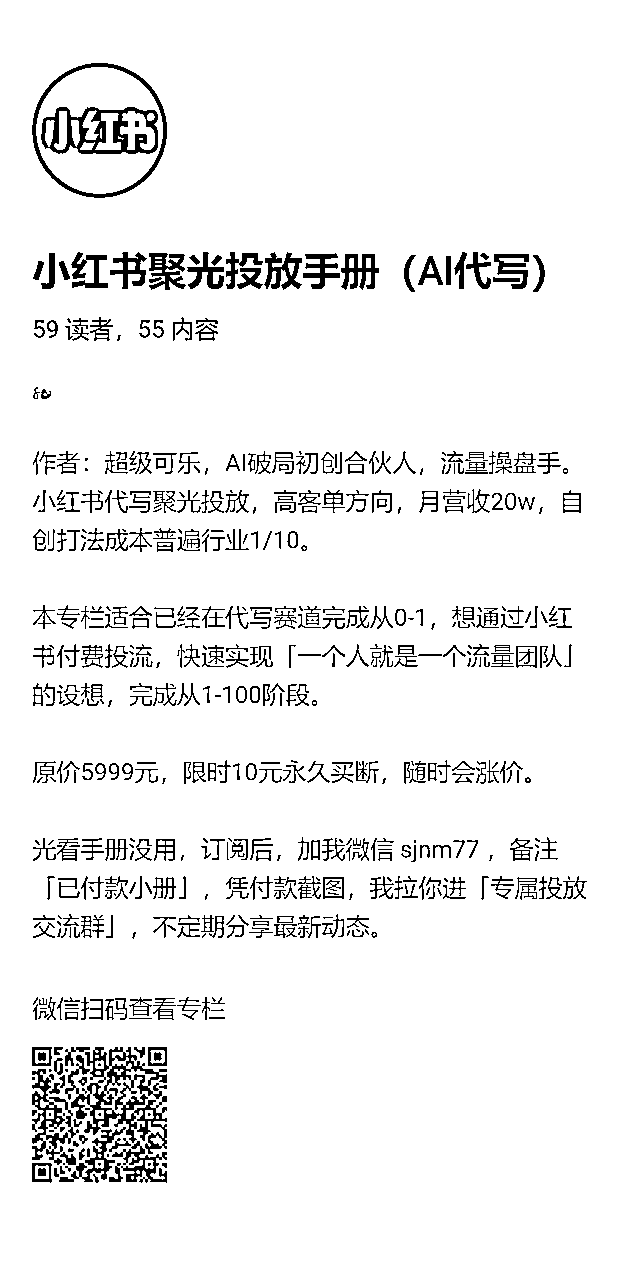 小红书
小红书聚光投放手册（AI代写）
59 读者，55 内容
作者：超级可乐，AI破局初创合伙人，流量操盘手。
小红书代写聚光投放，高客单方向，月营收20w，自
创打法成本普遍行业1/10。
本专栏适合已经在代写赛道完成从0-1，想通过小红
书付费投流，快速实现「一个人就是一个流量团队」
的设想，完成从1-100阶段。
原价5999元，限时10元永久买断，随时会涨价。
光看手册没用，订阅后，加我微信 sjnm77 ，备注
「已付款小册」，凭付款截图，我拉你进「专属投放
交流群」，不定期分享最新动态。
微信扫码查看专栏